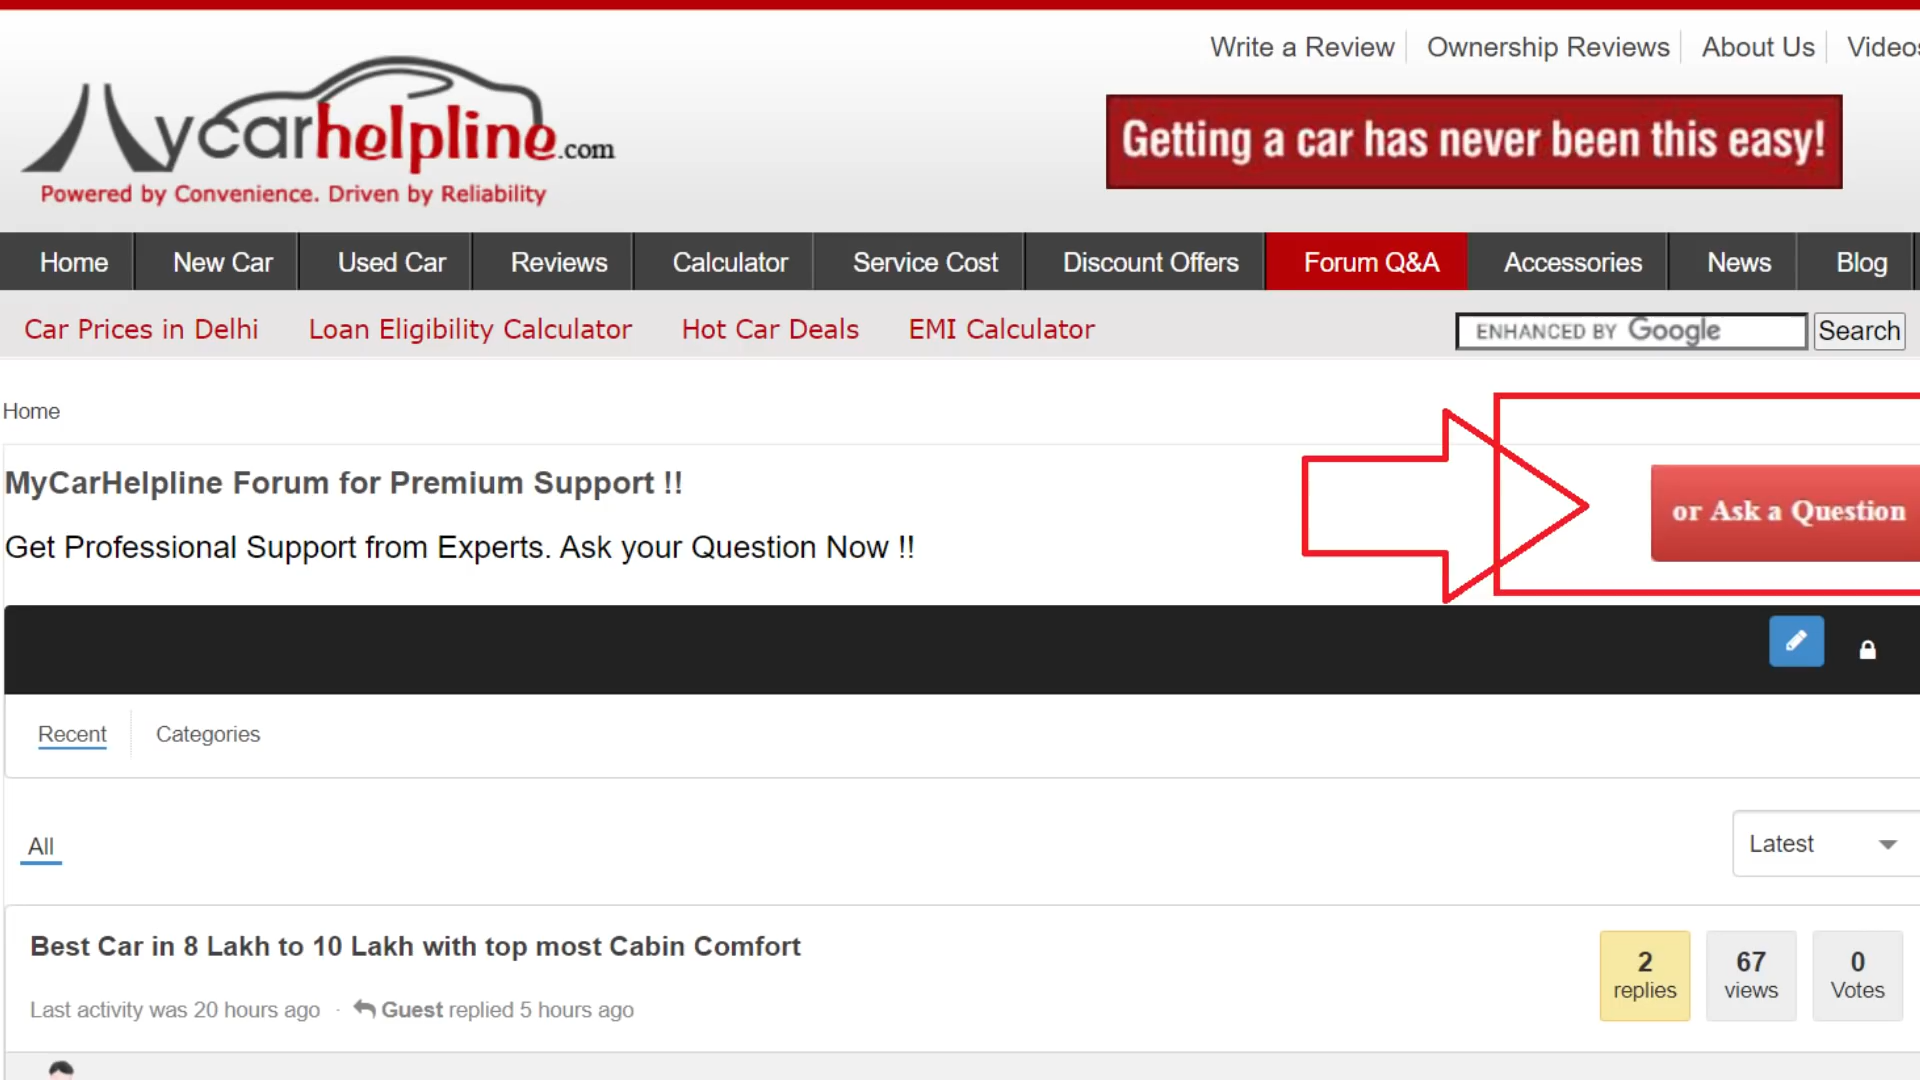 Write a Review Ownership Reviews About Us Videos
Mycarhelpline.com
Powered by Convenience. Driven by Reliability
Getting a car has never been this easy!
Home New Car Used Car Reviews Calculator Service Cost Discount Offers Forum Q&A Accessories News Blog
Car Prices in Delhi Loan Eligibility Calculator Hot Car Deals EMI Calculator ENHANCED BY Google Search
Home
MyCarHelpline Forum for Premium Support !!
or Ask a Question
Get Professional Support from Experts. Ask your Question Now !!
Recent Categories
All Latest
Best Car in 8 Lakh to 10 Lakh with top most Cabin Comfort
2 67 0
replies views Votes
Last activity was 20 hours ago · Guest replied 5 hours ago